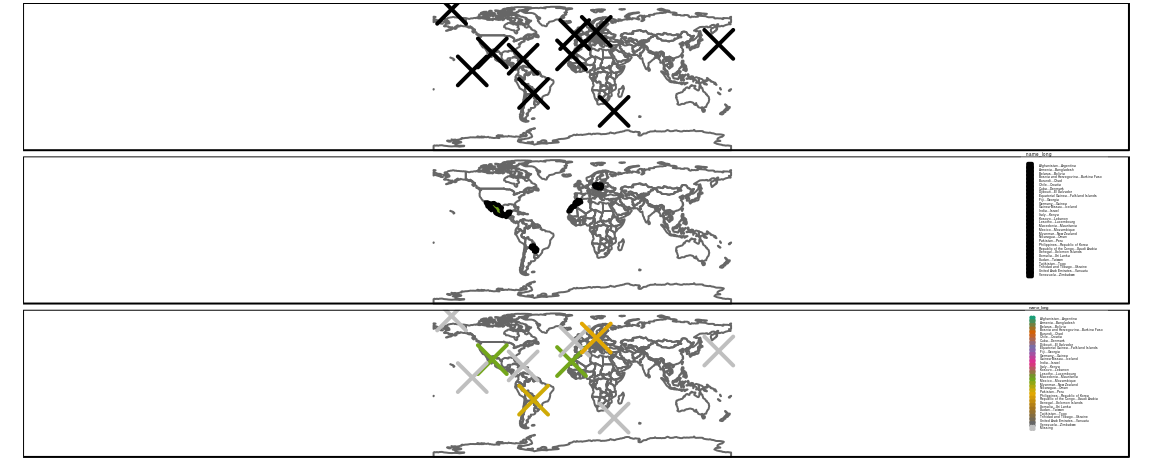 name_long
Afghanistan - Argentina
Armenia - Bangladesh
Belarus - Bolivia
Bosnia and Herzegovina - Burkina Faso
Burundi - Chad
Chile - Croatia
Cuba - Denmark
Djibouti - El Salvador
Equatorial Guinea - Falkland Islands
Fiji - Georgia
Germany - Guinea
Guinea-Bissau - Iceland
India - Israel
Italy - Kenya
Kosovo - Lebanon
Lesotho - Luxembourg
Macedonia - Mauritania
Mexico - Mozambique
Myanmar - New Zealand
Nicaragua - Oman
Pakistan - Peru
Philippines - Republic of Korea
Republic of the Congo - Saudi Arabia
Senegal - Solomon Islands
Somalia - Sri Lanka
Sudan - Taiwan
Tajikistan - Togo
Trinidad and Tobago - Ukraine
United Arab Emirates - Vanuatu
Venezuela - Zimbabwe
name_long
Afghanistan - Argentina
Armenia - Bangladesh
Belarus - Bolivia
Bosnia and Herzegovina - Burkina Faso
Burundi - Chad
Chile - Croatia
Cuba - Denmark
Djibouti - El Salvador
Equatorial Guinea - Falkland Islands
Fiji - Georgia
Germany - Guinea
Guinea-Bissau - Iceland
India - Israel
Italy - Kenya
Kosovo - Lebanon
Lesotho - Luxembourg
Macedonia - Mauritania
Mexico - Mozambique
Myanmar - New Zealand
Nicaragua - Oman
Pakistan - Peru
Philippines - Republic of Korea
Republic of the Congo - Saudi Arabia
Senegal - Solomon Islands
Somalia - Sri Lanka
Sudan - Taiwan
Tajikistan - Togo
Trinidad and Tobago - Ukraine
United Arab Emirates - Vanuatu
Venezuela - Zimbabwe
Missing